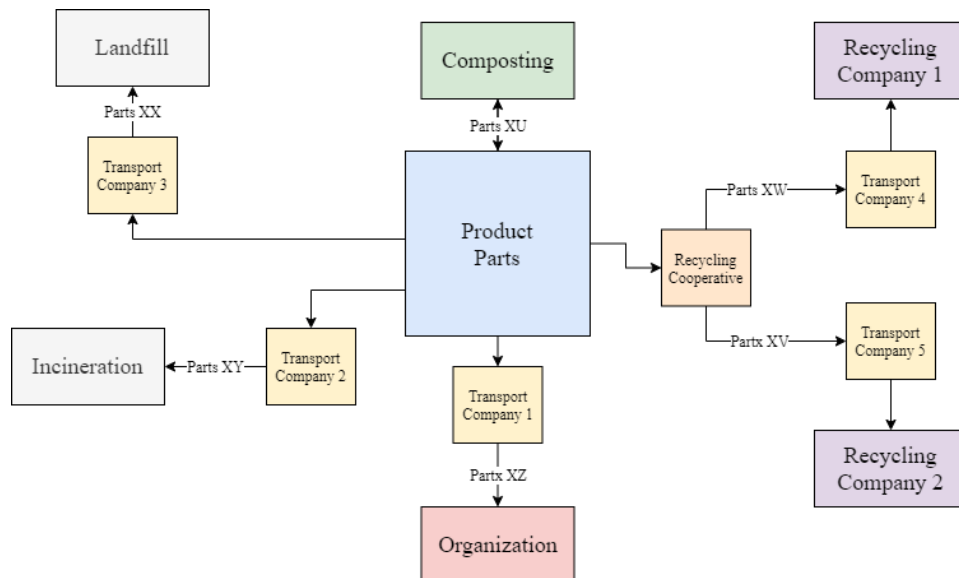 Landfill
Composting
Recycling
Company 1
Parts XX
Parts XU
Transport
Company 3
Transport
Company 4
Parts XW
Product
Parts
Recycling
Cooperative
Incineration
Parts XY
Transport
Company 2
Partx XV
Transport
Company 5
Transport
Company 1
Recycling
Company 2
Partx XZ
Organization